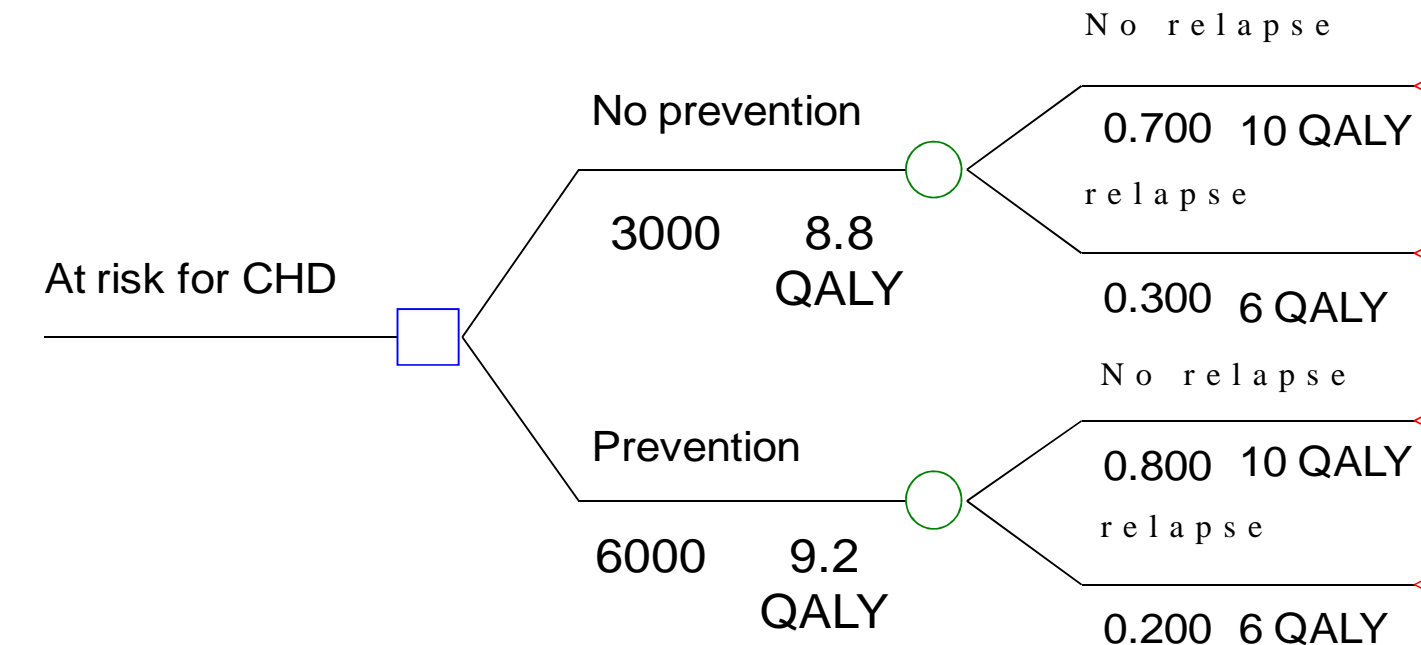 No relapse
No prevention
0.700 10 QALY
relapse
3000 8.8
QALY
At risk for CHD
0.300 6 QALY
No relapse
Prevention
0.800 10 QALY
relapse
6000 9.2
QALY
0.200 6 QALY